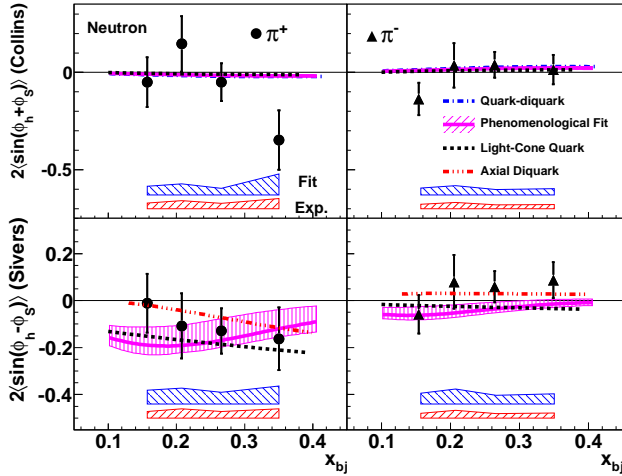 Neutron
π+
π-
2⟨sin(ϕh+ϕS)⟩ (Collins)
0
-0.5
Quark-diquark
Phenomenological Fit
Light-Cone Quark
Axial Diquark
Fit
Exp.
2⟨sin(ϕh-ϕS)⟩ (Sivers)
0.2
0
-0.2
-0.4
0.1 0.2 0.3 0.4 0.1 0.2 0.3 0.4
xbj xbj